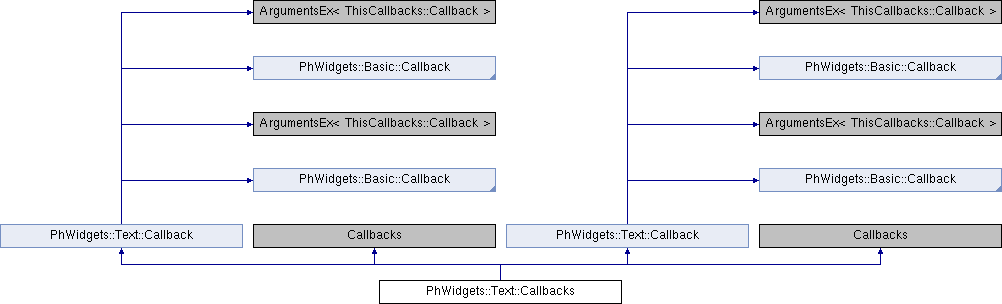 ArgumentsEx< ThisCallbacks::Callback >
ArgumentsEx< ThisCallbacks::Callback >
PhWidgets::Basic::Callback
PhWidgets::Basic::Callback
ArgumentsEx< ThisCallbacks::Callback >
ArgumentsEx< ThisCallbacks::Callback >
PhWidgets::Basic::Callback
PhWidgets::Basic::Callback
PhWidgets::Text::Callback
Callbacks
PhWidgets::Text::Callback
Callbacks
PhWidgets::Text::Callbacks